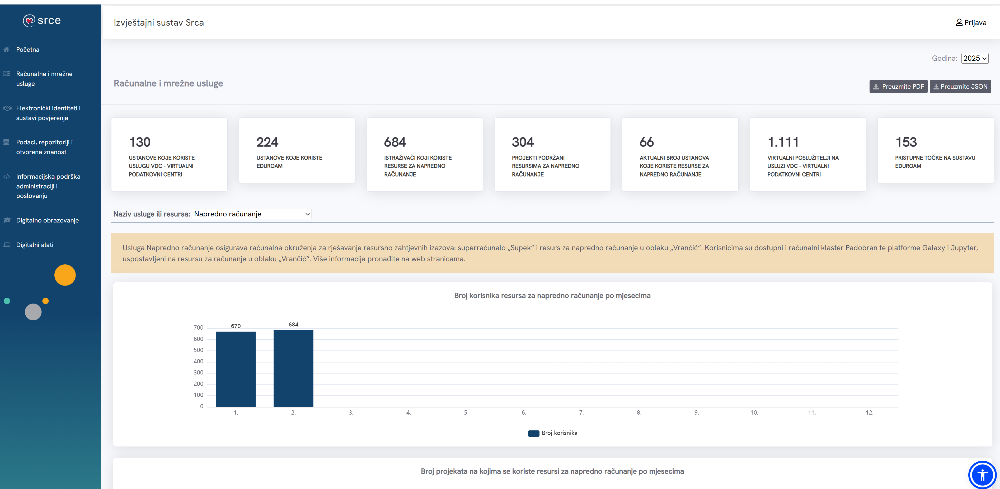 srce
Izvještajni sustav Srca
Prijava
Početna
Računalne i mrežne
usluge
Elektronički identiteti i
sustavi povjerenja
Podaci, repozitoriji i
otvorena znanost
Informacijska podrška
administraciji i
poslovanju
Digitalno obrazovanje
Digitalni alati
Godina: 2025
Računalne i mrežne usluge
Preuzmite PDF
Preuzmite JSON
130
USTANOVE KOJE KORISTE
USLUGU VDC - VIRTUALNI
PODATKOVNI CENTRI
224
USTANOVE KOJE KORISTE
EDUROAM
684
ISTRAŽIVAČI KOJI KORISTE
RESURSE ZA NAPREDNO
RAČUNANJE
304
PROJEKTI PODRŽANI
RESURSIMA ZA NAPREDNO
RAČUNANJE
66
AKTUALNI BROJ USTANOVA
KOJE KORISTE RESURSE ZA
NAPREDNO RAČUNANJE
1.111
VIRTUALNI POSLUŽITELJI NA
USLUZI VDC - VIRTUALNI
PODATKOVNI CENTRI
153
PRISTUPNE TOČKE NA SUSTAVU
EDUROAM
Naziv usluge ili resursa: Napredno računanje
Usluga Napredno računanje osigurava računalna okruženja za rješavanje resursno zahtjevnih izazova: superračunalo „Supek“ i resurs za napredno računanje u oblaku „Vrančić“. Korisnicima su dostupni i računalni klaster Padobran te platforme Galaxy i Jupyter,
uspostavljeni na resursu za računanje u oblaku „Vrančić“. Više informacija pronađite na web stranicama.
Broj korisnika resursa za napredno računanje po mjesecima
700
600
500
400
300
200
100
0
670
684
1. 2. 3. 4. 5. 6. 7. 8. 9. 10. 11. 12.
Broj korisnika
Broj projekata na kojima se koriste resursi za napredno računanje po mjesecima